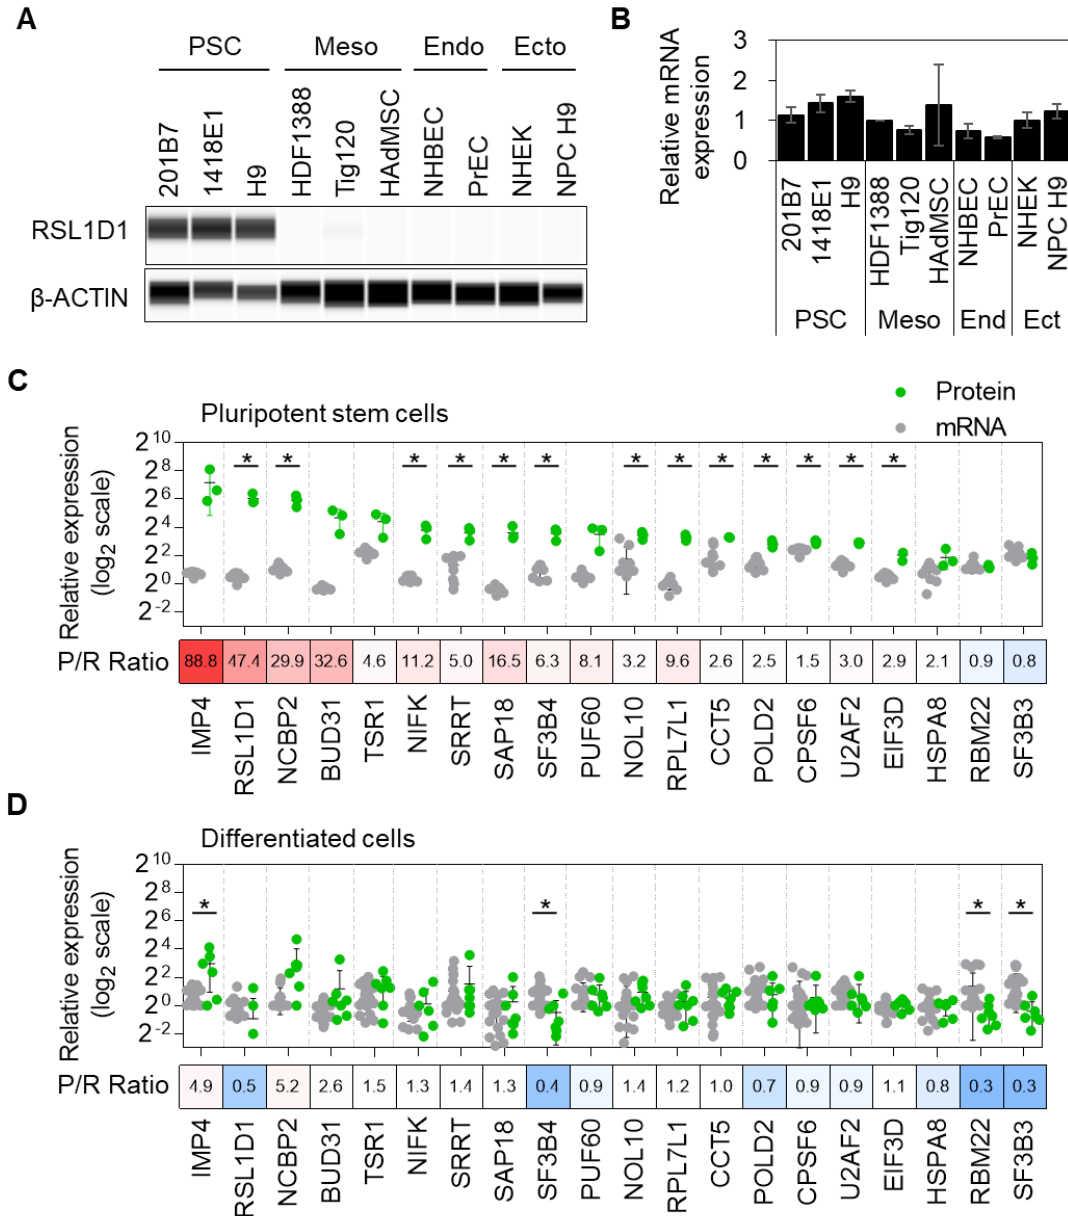 A
PSC Meso Endo Ecto
201B7 1418E1 H9 HDF1388 Tig120 HAdMSC NHBEC PrEC NHEK NPC H9
RSL1D1
β-ACTIN
B
Relative mRNA
expression
3
2
1
0
201B7 1418E1 H9 HDF1388 Tig120 HAdMSC NHBEC PrEC NHEK NPC H9
PSC Meso End Ect
C
Pluripotent stem cells
Protein
mRNA
Relative expression
(log2 scale)
2^10
2^8
2^6
2^4
2^2
2^0
2^-2
* * * * * * * * * * * * *
P/R Ratio 88.8 47.4 29.9 32.6 4.6 11.2 5.0 16.5 6.3 8.1 3.2 9.6 2.6 2.5 1.5 3.0 2.9 2.1 0.9 0.8
IMP4 RSL1D1 NCBP2 BUD31 TSR1 NIFK SRRT SAP18 SF3B4 PUF60 NOL10 RPL7L1 CCT5 POLD2 CPSF6 U2AF2 EIF3D HSPA8 RBM22 SF3B3
D
Differentiated cells
Relative expression
(log2 scale)
2^10
2^8
2^6
2^4
2^2
2^0
2^-2
* * * *
P/R Ratio 4.9 0.5 5.2 2.6 1.5 1.3 1.4 1.3 0.4 0.9 1.4 1.2 1.0 0.7 0.9 0.9 1.1 0.8 0.3 0.3
IMP4 RSL1D1 NCBP2 BUD31 TSR1 NIFK SRRT SAP18 SF3B4 PUF60 NOL10 RPL7L1 CCT5 POLD2 CPSF6 U2AF2 EIF3D HSPA8 RBM22 SF3B3